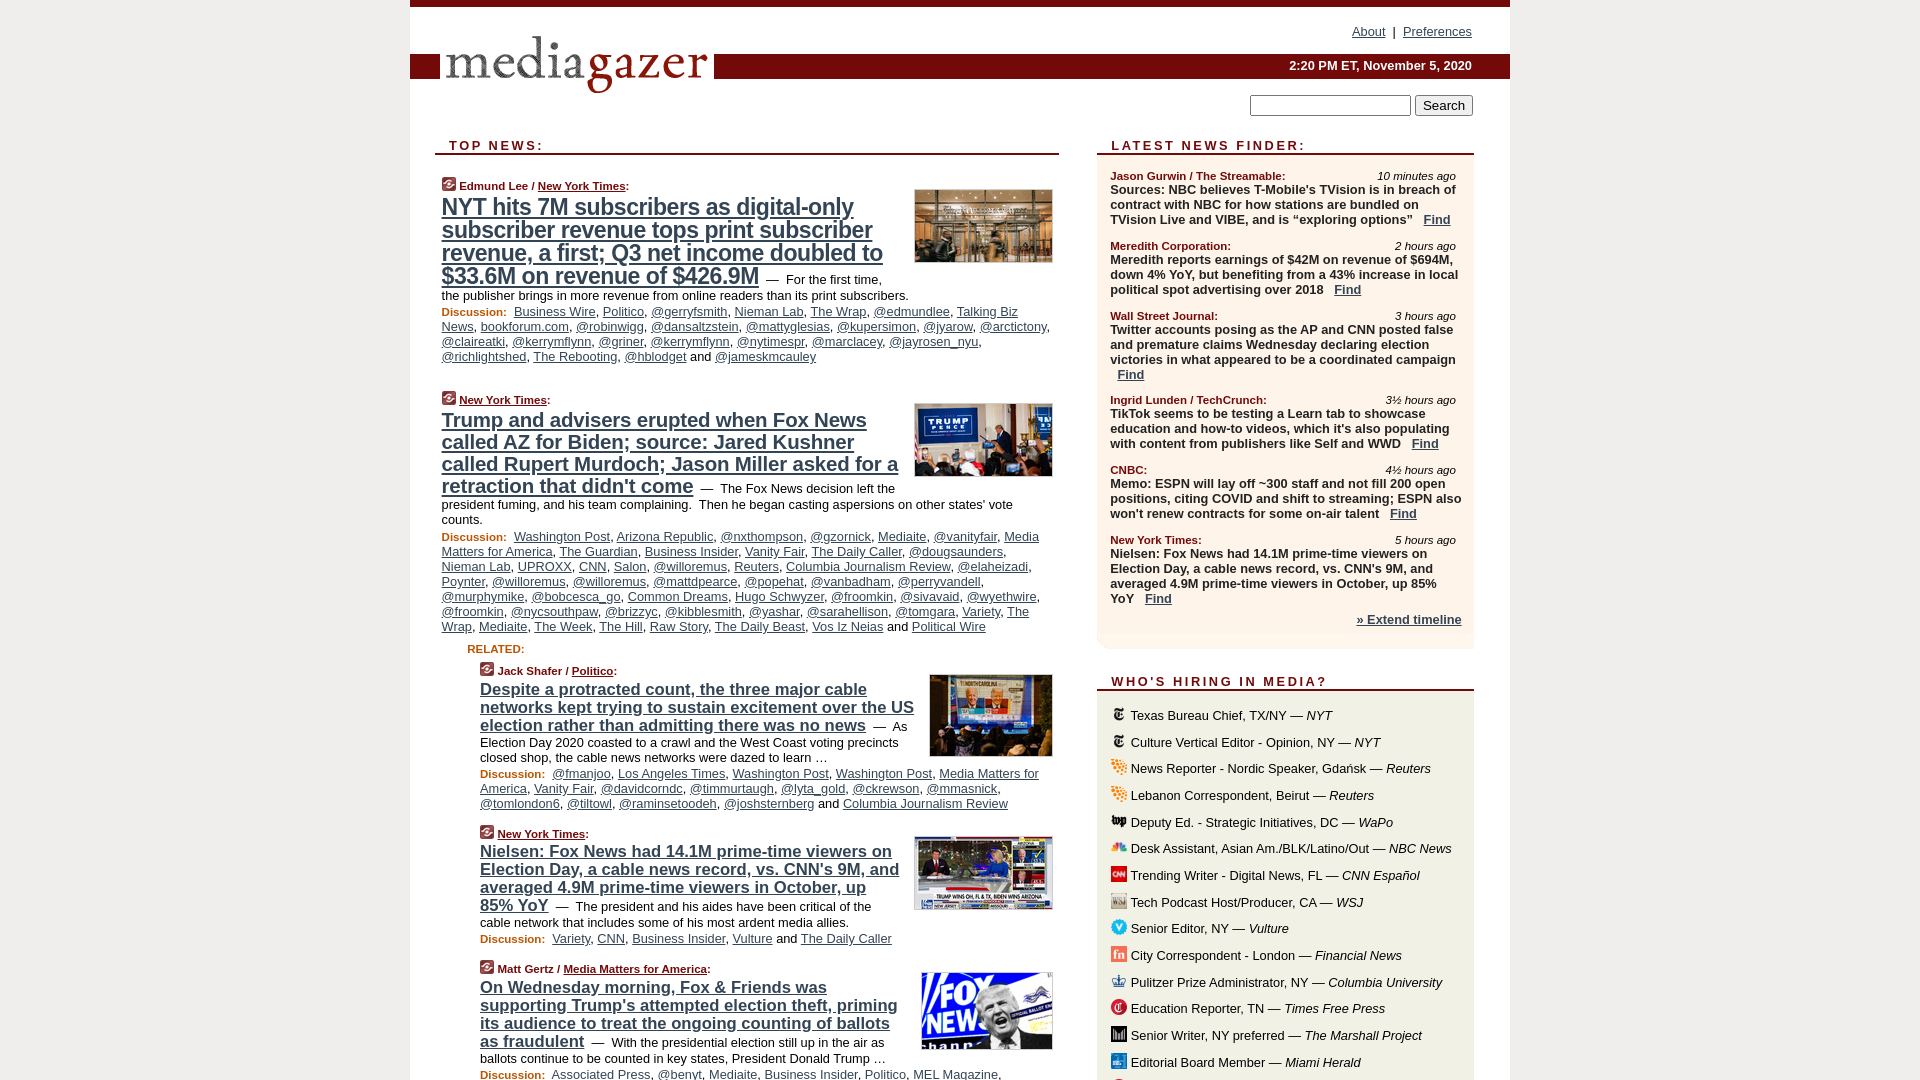 About | Preferences
mediagazer
2:20 PM ET, November 5, 2020
Search
TOP NEWS:
Edmund Lee / New York Times:
NYT hits 7M subscribers as digital-only
subscriber revenue tops print subscriber
revenue, a first; Q3 net income doubled to
$33.6M on revenue of $426.9M — For the first time,
the publisher brings in more revenue from online readers than its print subscribers.
Discussion: Business Wire, Politico, @gerryfsmith, Nieman Lab, The Wrap, @edmundlee, Talking Biz
News, bookforum.com, @robinwigg, @dansaltzstein, @mattyglesias, @kupersimon, @jyarow, @arctictony,
@claireatki, @kerrymflynn, @griner, @kerrymflynn, @nytimespr, @marclacey, @jayrosen_nyu,
@richlightshed, The Rebooting, @hblodget and @jameskmcauley
New York Times:
Trump and advisers erupted when Fox News
called AZ for Biden; source: Jared Kushner
called Rupert Murdoch; Jason Miller asked for a
retraction that didn't come — The Fox News decision left the
president fuming, and his team complaining. Then he began casting aspersions on other states' vote
counts.
Discussion: Washington Post, Arizona Republic, @nxthompson, @gzornick, Mediaite, @vanityfair, Media
Matters for America, The Guardian, Business Insider, Vanity Fair, The Daily Caller, @dougsaunders,
Nieman Lab, UPROXX, CNN, Salon, @willoremus, Reuters, Columbia Journalism Review, @elaheizadi,
Poynter, @willoremus, @willoremus, @mattdpearce, @popehat, @vanbadham, @perryvandell,
@murphymike, @bobcesca_go, Common Dreams, Hugo Schwyzer, @froomkin, @sivavaid, @wyethwire,
@froomkin, @nycsouthpaw, @brizzyc, @kibblesmith, @yashar, @sarahellison, @tomgara, Variety, The
Wrap, Mediaite, The Week, The Hill, Raw Story, The Daily Beast, Vos Iz Neias and Political Wire
RELATED:
Jack Shafer / Politico:
Despite a protracted count, the three major cable
networks kept trying to sustain excitement over the US
election rather than admitting there was no news — As
Election Day 2020 coasted to a crawl and the West Coast voting precincts
closed shop, the cable news networks were dazed to learn …
Discussion: @fmanjoo, Los Angeles Times, Washington Post, Washington Post, Media Matters for
America, Vanity Fair, @davidcorndc, @timmurtaugh, @lyta_gold, @ckrewson, @mmasnick,
@tomlondon6, @tiltowl, @raminsetoodeh, @joshsternberg and Columbia Journalism Review
New York Times:
Nielsen: Fox News had 14.1M prime-time viewers on
Election Day, a cable news record, vs. CNN's 9M, and
averaged 4.9M prime-time viewers in October, up
85% YoY — The president and his aides have been critical of the
cable network that includes some of his most ardent media allies.
Discussion: Variety, CNN, Business Insider, Vulture and The Daily Caller
Matt Gertz / Media Matters for America:
On Wednesday morning, Fox & Friends was
supporting Trump's attempted election theft, priming
its audience to treat the ongoing counting of ballots
as fraudulent — With the presidential election still up in the air as
ballots continue to be counted in key states, President Donald Trump …
Discussion: Associated Press, @benyt, Mediaite, Business Insider, Politico, MEL Magazine,
TRUMP
PENCE
TRUMP WINS OH, FL & TX, BIDEN WINS ARIZONA
FOX
NEWS
channel
LATEST NEWS FINDER:
Jason Gurwin / The Streamable: 10 minutes ago
Sources: NBC believes T-Mobile's TVision is in breach of
contract with NBC for how stations are bundled on
TVision Live and VIBE, and is “exploring options” Find
Meredith Corporation: 2 hours ago
Meredith reports earnings of $42M on revenue of $694M,
down 4% YoY, but benefiting from a 43% increase in local
political spot advertising over 2018 Find
Wall Street Journal: 3 hours ago
Twitter accounts posing as the AP and CNN posted false
and premature claims Wednesday declaring election
victories in what appeared to be a coordinated campaign
Find
Ingrid Lunden / TechCrunch: 3½ hours ago
TikTok seems to be testing a Learn tab to showcase
education and how-to videos, which it's also populating
with content from publishers like Self and WWD Find
CNBC: 4½ hours ago
Memo: ESPN will lay off ~300 staff and not fill 200 open
positions, citing COVID and shift to streaming; ESPN also
won't renew contracts for some on-air talent Find
New York Times: 5 hours ago
Nielsen: Fox News had 14.1M prime-time viewers on
Election Day, a cable news record, vs. CNN's 9M, and
averaged 4.9M prime-time viewers in October, up 85%
YoY Find
» Extend timeline
WHO'S HIRING IN MEDIA?
Texas Bureau Chief, TX/NY — NYT
Culture Vertical Editor - Opinion, NY — NYT
News Reporter - Nordic Speaker, Gdańsk — Reuters
Lebanon Correspondent, Beirut — Reuters
Deputy Ed. - Strategic Initiatives, DC — WaPo
Desk Assistant, Asian Am./BLK/Latino/Out — NBC News
Trending Writer - Digital News, FL — CNN Español
Tech Podcast Host/Producer, CA — WSJ
Senior Editor, NY — Vulture
City Correspondent - London — Financial News
Pulitzer Prize Administrator, NY — Columbia University
Education Reporter, TN — Times Free Press
Senior Writer, NY preferred — The Marshall Project
Editorial Board Member — Miami Herald